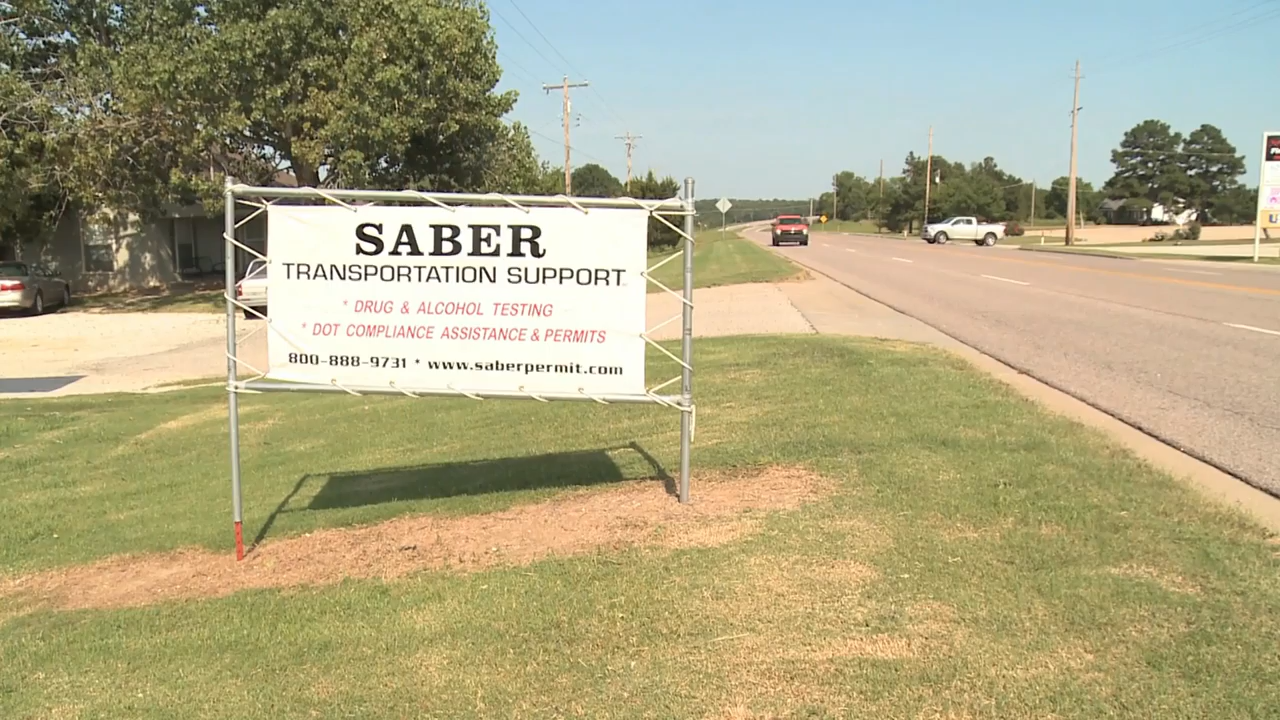 SABER
TRANSPORTATION SUPPORT
* DRUG & ALCOHOL TESTING
* DOT COMPLIANCE ASSISTANCE & PERMITS
800-888-9731 * www.saberpermit.com